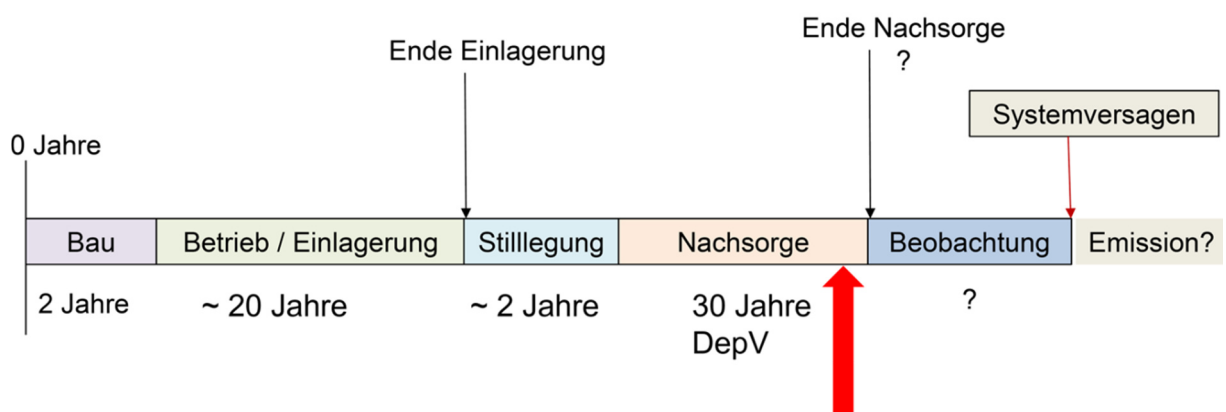 Ende Nachsorge
?
Ende Einlagerung
Systemversagen
0 Jahre
Bau
Betrieb / Einlagerung
Stilllegung
Nachsorge
Beobachtung
Emission?
2 Jahre
~ 20 Jahre
~ 2 Jahre
30 Jahre
DepV
?